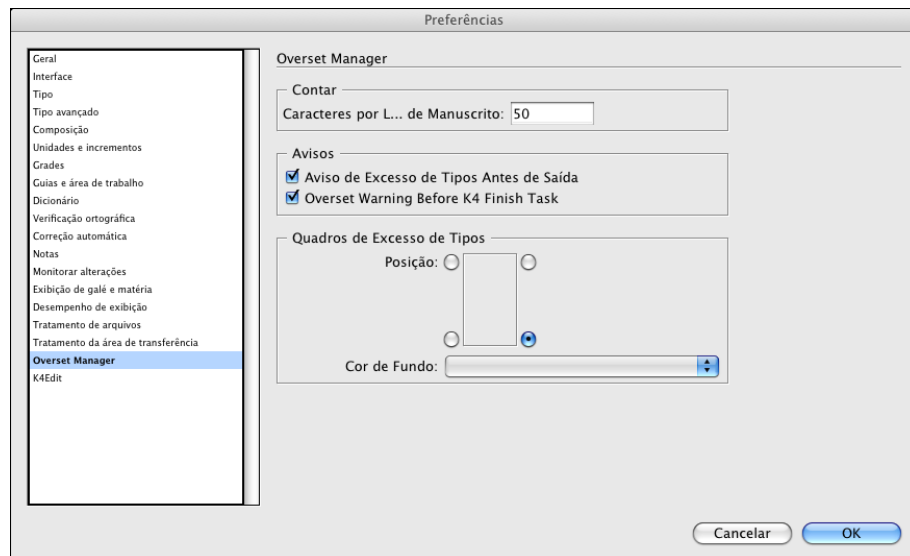 Preferências
Geral
Interface
Tipo
Tipo avançado
Composição
Unidades e incrementos
Grades
Guias e área de trabalho
Dicionário
Verificação ortográfica
Correção automática
Notas
Monitorar alterações
Exibição de galé e matéria
Desempenho de exibição
Tratamento de arquivos
Tratamento da área de transferência
Overset Manager
K4Edit
Overset Manager
Contar
Caracteres por L... de Manuscrito: 50
Avisos
Aviso de Excesso de Tipos Antes de Saída
Overset Warning Before K4 Finish Task
Quadros de Excesso de Tipos
Posição:
Cor de Fundo:
Cancelar OK